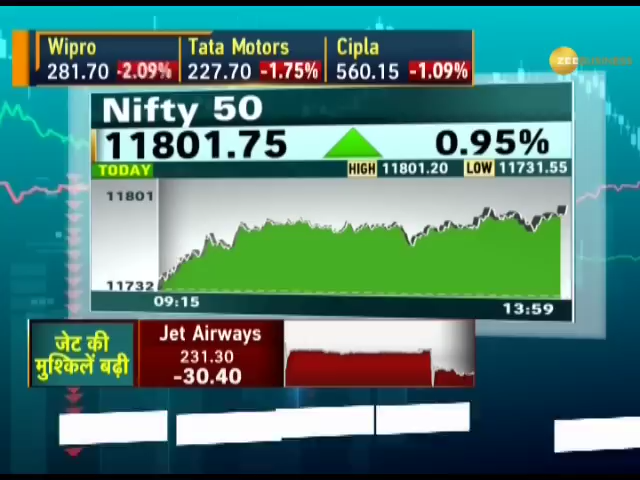 Wipro
281.70 -2.09%
Tata Motors
227.70 -1.75%
Cipla
560.15 -1.09%
ZEE BUSINESS
Nifty 50
11801.75 0.95%
TODAY HIGH 11801.20 LOW 11731.55
11801
11732
09:15 13:59
जेट की
मुश्किलें बढ़ी
Jet Airways
231.30
-30.40